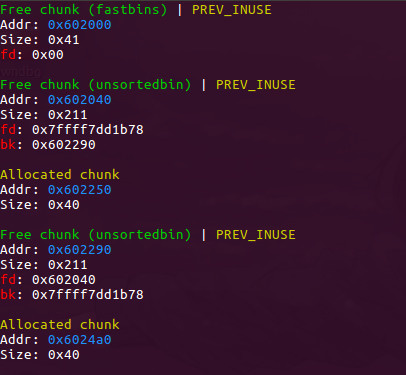 Free chunk (fastbins) | PREV_INUSE
Addr: 0x602000
Size: 0x41
fd: 0x00
Free chunk (unsortedbin) | PREV_INUSE
Addr: 0x602040
Size: 0x211
fd: 0x7ffff7dd1b78
bk: 0x602290
Allocated chunk
Addr: 0x602250
Size: 0x40
Free chunk (unsortedbin) | PREV_INUSE
Addr: 0x602290
Size: 0x211
fd: 0x602040
bk: 0x7ffff7dd1b78
Allocated chunk
Addr: 0x6024a0
Size: 0x40